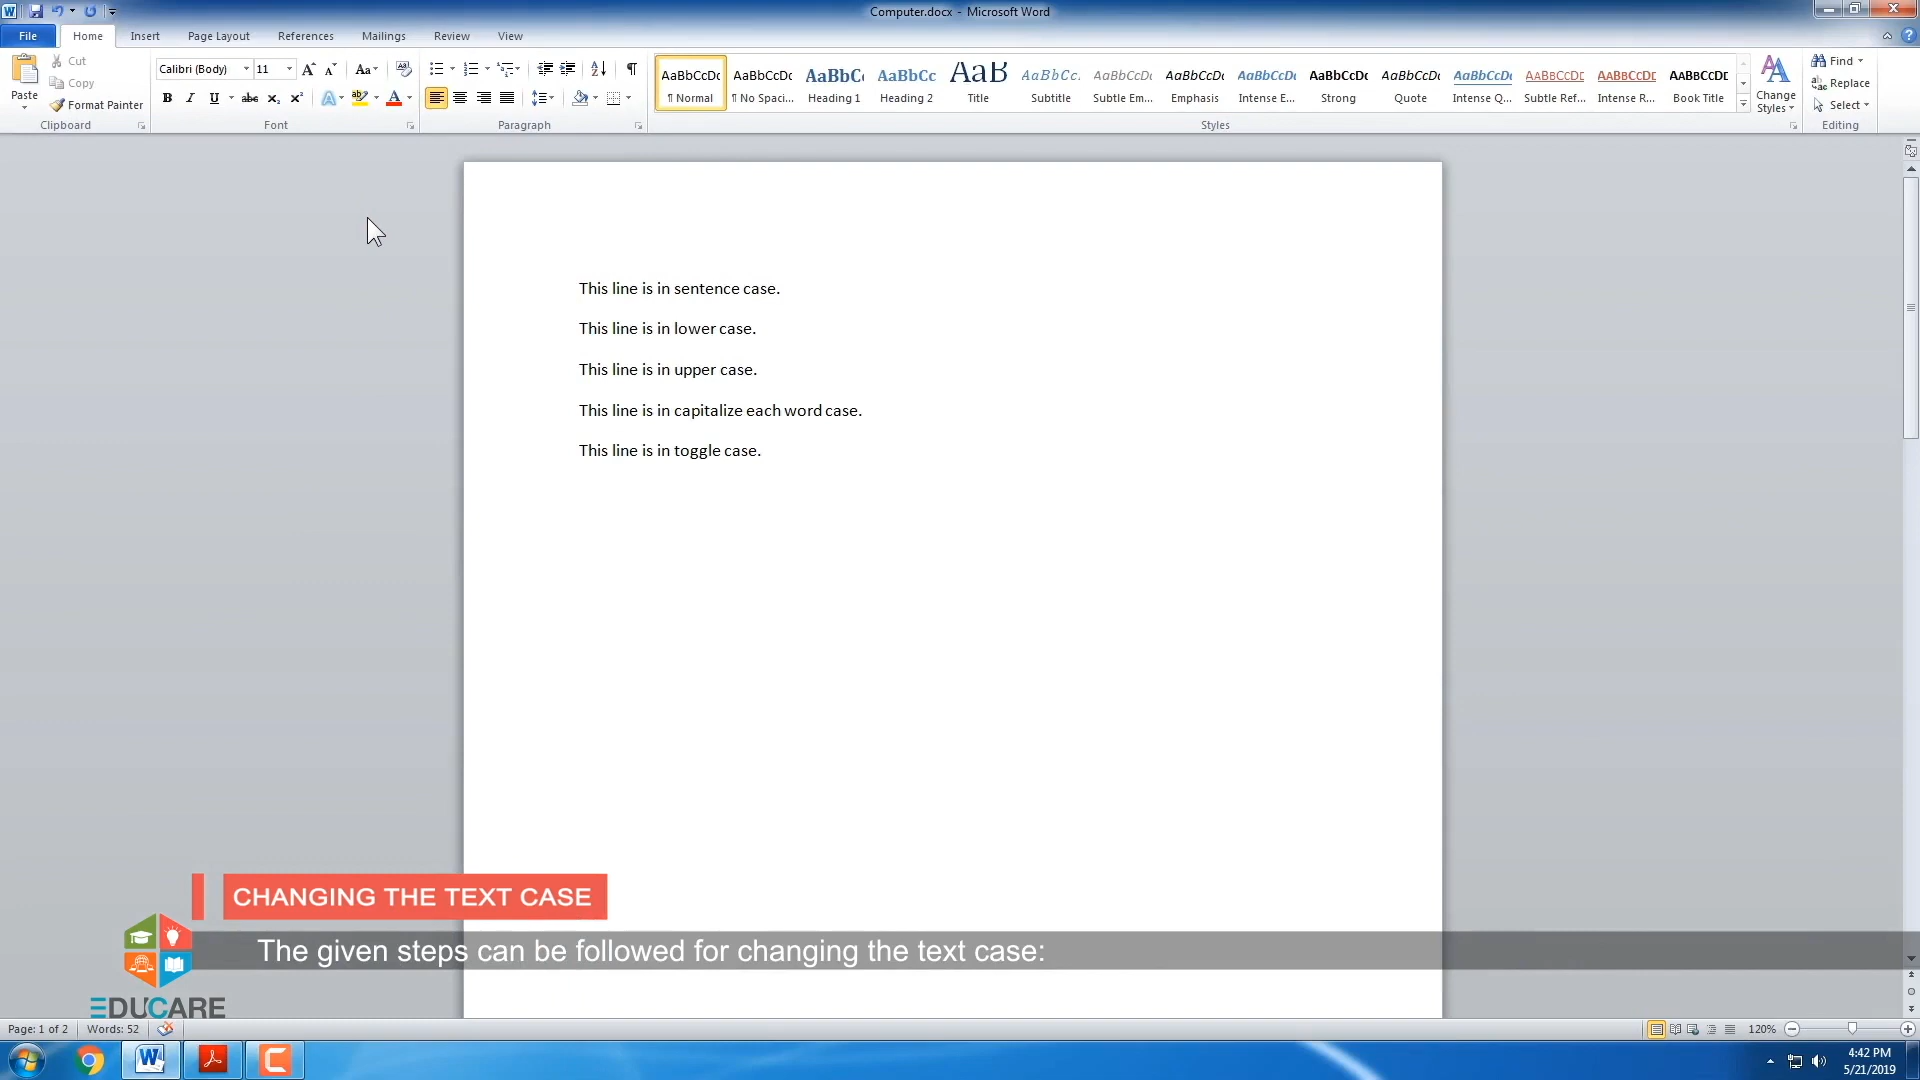 Computer.docx - Microsoft Word
File Home Insert Page Layout References Mailings Review View
Paste
Cut
Copy
Format Painter
Clipboard
Calibri (Body) 11
Font
Paragraph
AaBbCcDc AaBbCcDc AaBbC AaBbCc AaB AaBbCc. AaBbCcDc AaBbCcDc AaBbCcDc AaBbCcDc AaBbCcDc AaBbCcDc AABBCCDC AABBCCDC AABBCCDC
¶ Normal ¶ No Spaci... Heading 1 Heading 2 Title Subtitle Subtle Em... Emphasis Intense E... Strong Quote Intense Q... Subtle Ref... Intense R... Book Title
Styles
Change Styles
Find
Replace
Select
Editing
This line is in sentence case.
This line is in lower case.
This line is in upper case.
This line is in capitalize each word case.
This line is in toggle case.
CHANGING THE TEXT CASE
The given steps can be followed for changing the text case:
EDUCARE
Page: 1 of 2 Words: 52
120%
4:42 PM
5/21/2019